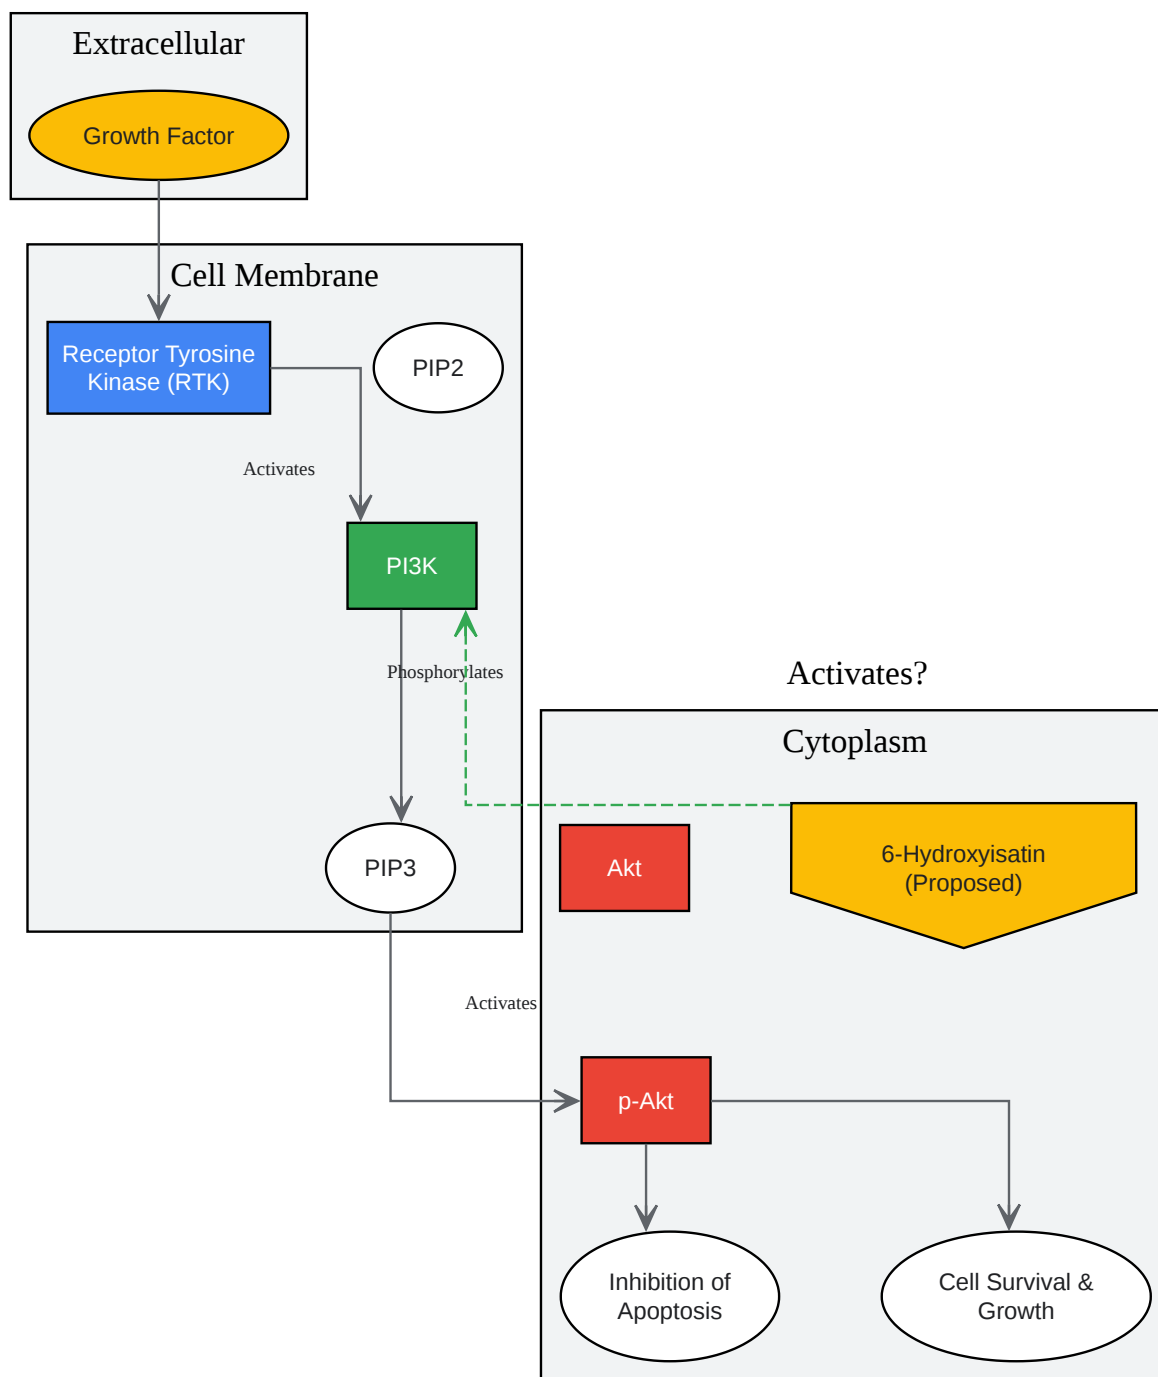 Extracellular
Growth Factor
Cell Membrane
Receptor Tyrosine
Kinase (RTK)
PIP2
Activates
PI3K
Phosphorylates
Activates?
Cytoplasm
PIP3
Akt
6-Hydroxyisatin
(Proposed)
Activates
p-Akt
Inhibition of
Apoptosis
Cell Survival &
Growth